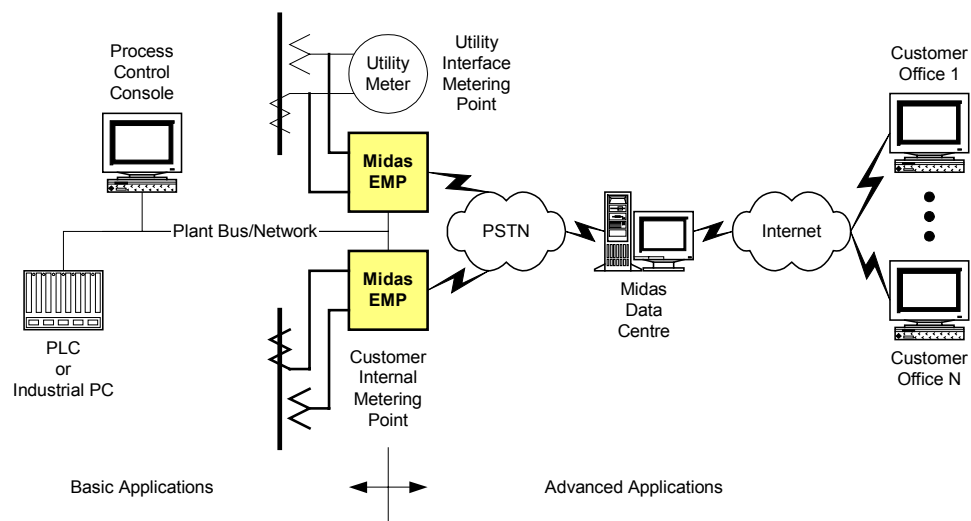 Process
Control
Console
Utility
Meter
Utility
Interface
Metering
Point
Customer
Office 1
Midas
EMP
Plant Bus/Network
PSTN
Internet
Midas
EMP
Midas
Data
Centre
PLC
or
Industrial PC
Customer
Internal
Metering
Point
Customer
Office N
Basic Applications
Advanced Applications